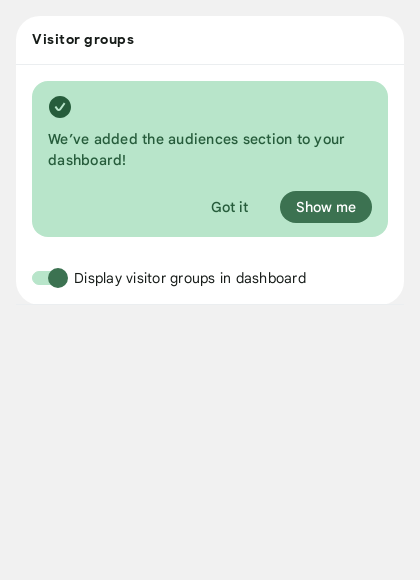 Visitor groups
We’ve added the audiences section to your
dashboard!
Got it
Show me
Display visitor groups in dashboard